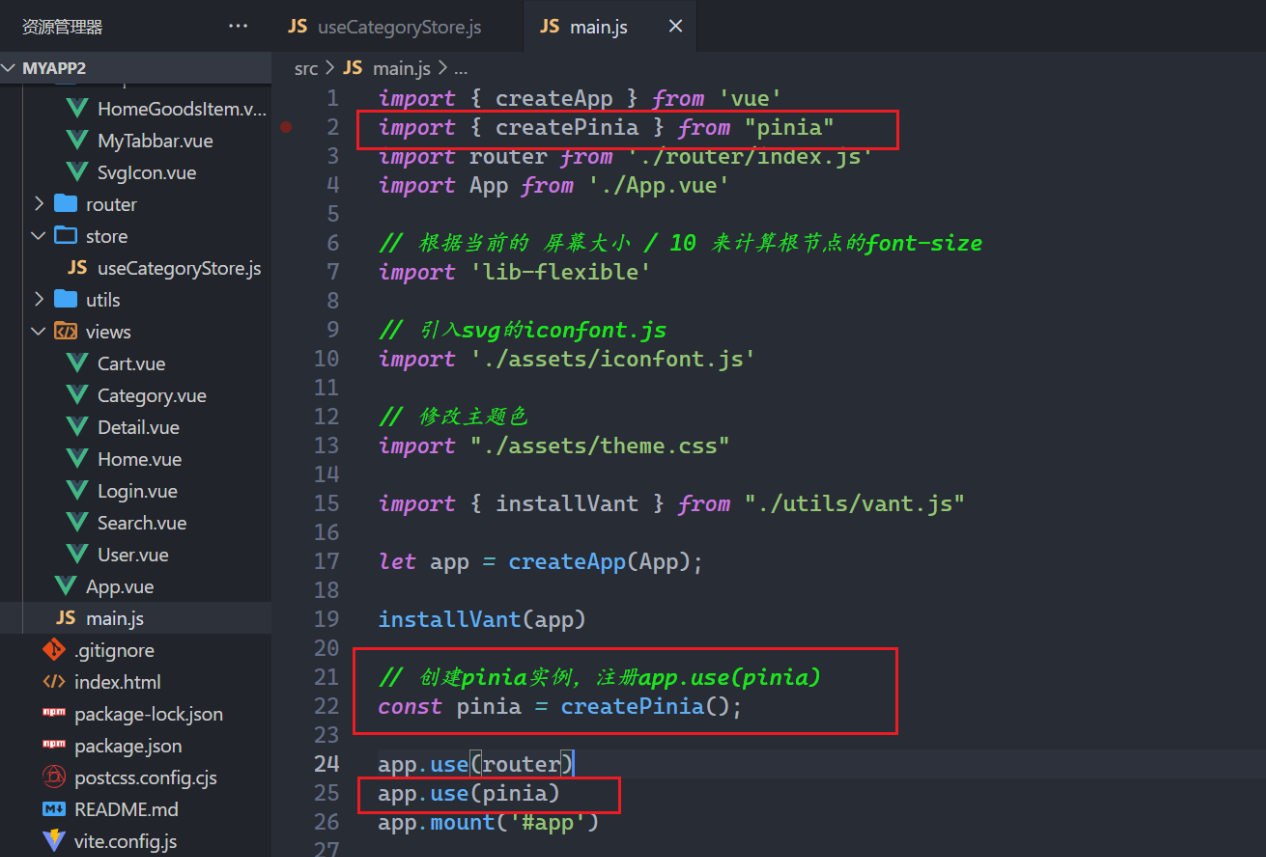 资源管理器
MYAPP2
HomeGoodsItem.v...
MyTabbar.vue
SvgIcon.vue
router
store
JS useCategoryStore.js
utils
views
Cart.vue
Category.vue
Detail.vue
Home.vue
Login.vue
Search.vue
User.vue
App.vue
JS main.js
.gitignore
index.html
npm package-lock.json
npm package.json
postcss.config.cjs
README.md
vite.config.js
JS useCategoryStore.js
JS main.js
src > JS main.js > ...
1 import { createApp } from 'vue'
2 import { createPinia } from "pinia"
3 import router from './router/index.js'
4 import App from './App.vue'
5
6 // 根据当前的 屏幕大小 / 10 来计算根节点的font-size
7 import 'lib-flexible'
8
9 // 引入svg的iconfont.js
10 import './assets/iconfont.js'
11
12 // 修改主题色
13 import "./assets/theme.css"
14
15 import { installVant } from "./utils/vant.js"
16
17 let app = createApp(App);
18
19 installVant(app)
20
21 // 创建pinia实例，注册app.use(pinia)
22 const pinia = createPinia();
23
24 app.use(router)
25 app.use(pinia)
26 app.mount('#app')
27